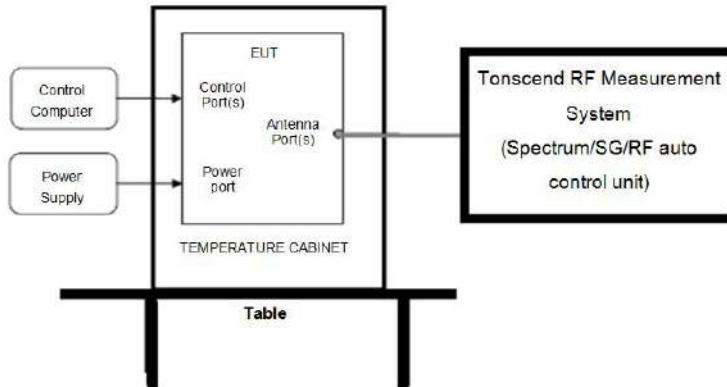 EUT
Control
Computer
Control
Port(s)
Antenna
Port(s)
Power
Supply
Power
port
TEMPERATURE CABINET
Table
Tonscend RF Measurement
System
(Spectrum/SG/RF auto
control unit)